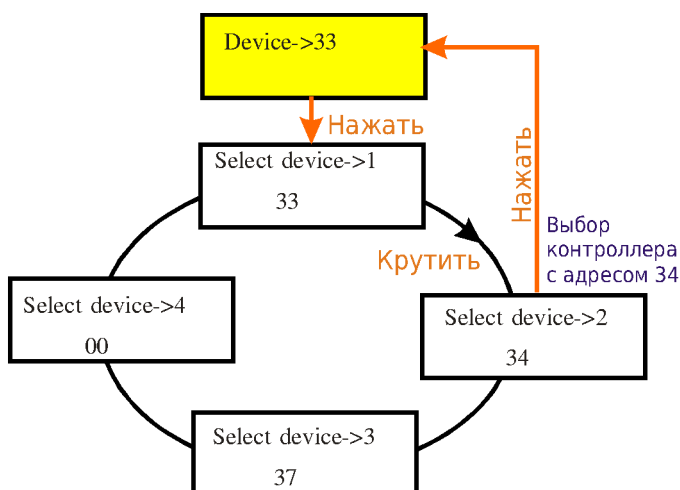 Device->33
Нажать
Select device->1
33
Нажать
Выбор
контроллера
с адресом 34
Крутить
Select device->4
00
Select device->2
34
Select device->3
37